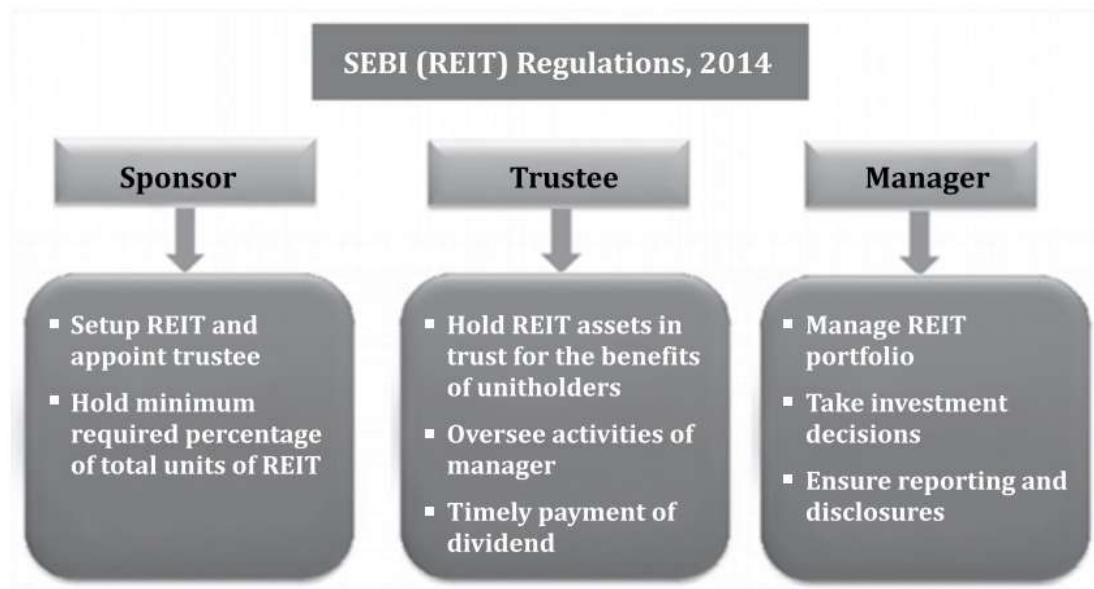 SEBI (REIT) Regulations, 2014
Sponsor
▪ Setup REIT and
appoint trustee
▪ Hold minimum
required percentage
of total units of REIT
Trustee
▪ Hold REIT assets in
trust for the benefits
of unitholders
▪ Oversee activities of
manager
▪ Timely payment of
dividend
Manager
▪ Manage REIT
portfolio
▪ Take investment
decisions
▪ Ensure reporting and
disclosures